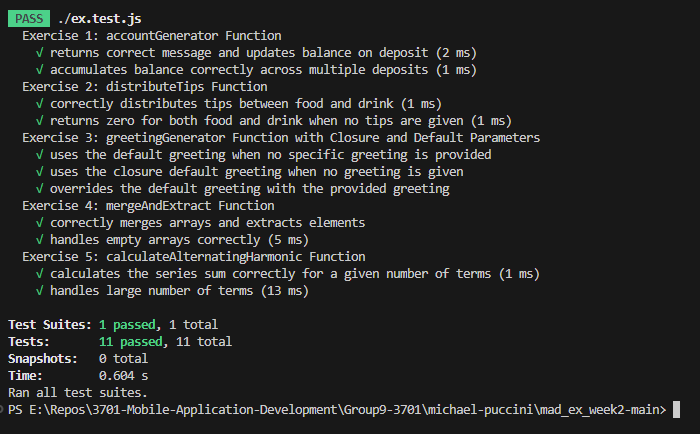 PASS ./ex.test.js
Exercise 1: accountGenerator Function
√ returns correct message and updates balance on deposit (2 ms)
√ accumulates balance correctly across multiple deposits (1 ms)
Exercise 2: distributeTips Function
√ correctly distributes tips between food and drink (1 ms)
√ returns zero for both food and drink when no tips are given (1 ms)
Exercise 3: greetingGenerator Function with Closure and Default Parameters
√ uses the default greeting when no specific greeting is provided
√ uses the closure default greeting when no greeting is given
√ overrides the default greeting with the provided greeting
Exercise 4: mergeAndExtract Function
√ correctly merges arrays and extracts elements
√ handles empty arrays correctly (5 ms)
Exercise 5: calculateAlternatingHarmonic Function
√ calculates the series sum correctly for a given number of terms (1 ms)
√ handles large number of terms (13 ms)
Test Suites: 1 passed, 1 total
Tests: 11 passed, 11 total
Snapshots: 0 total
Time: 0.604 s
Ran all test suites.
PS E:\Repos\3701-Mobile-Application-Development\Group9-3701\michael-puccini\mad_ex_week2-main>